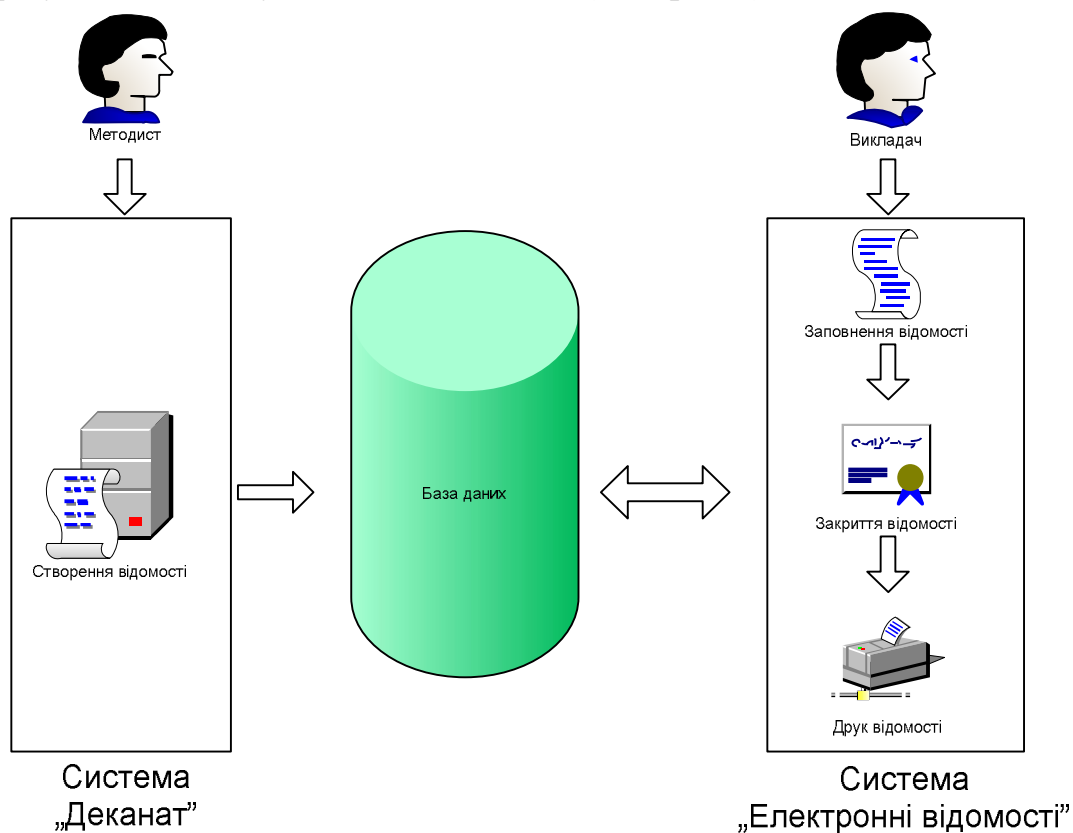 Методист
Викладач
Заповнення відомості
База даних
Закриття відомості
Створення відомості
Друк відомості
Система
„Деканат”
Система
„Електронні відомості”